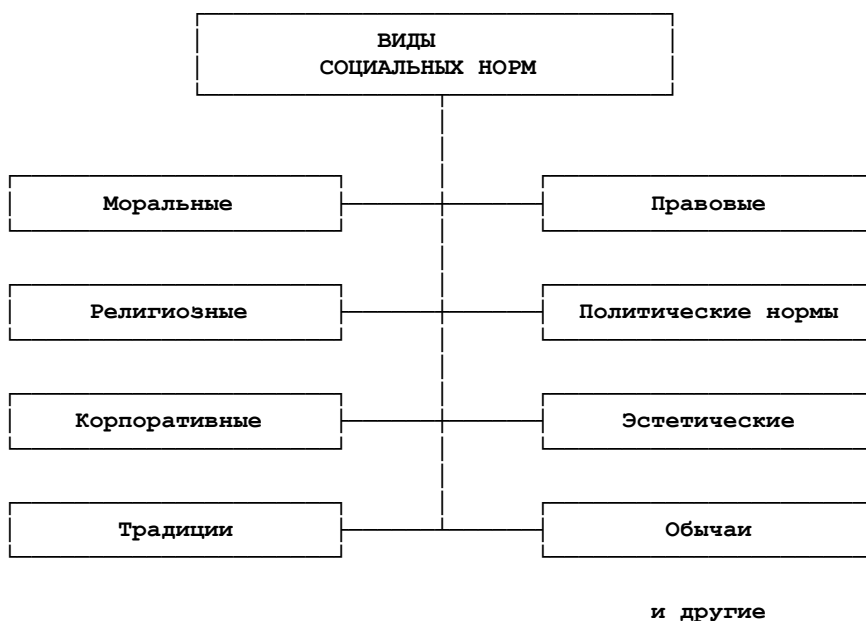 ВИДЫ
СОЦИАЛЬНЫХ НОРМ
Моральные
Правовые
Религиозные
Политические нормы
Корпоративные
Эстетические
Традиции
Обычаи
и другие